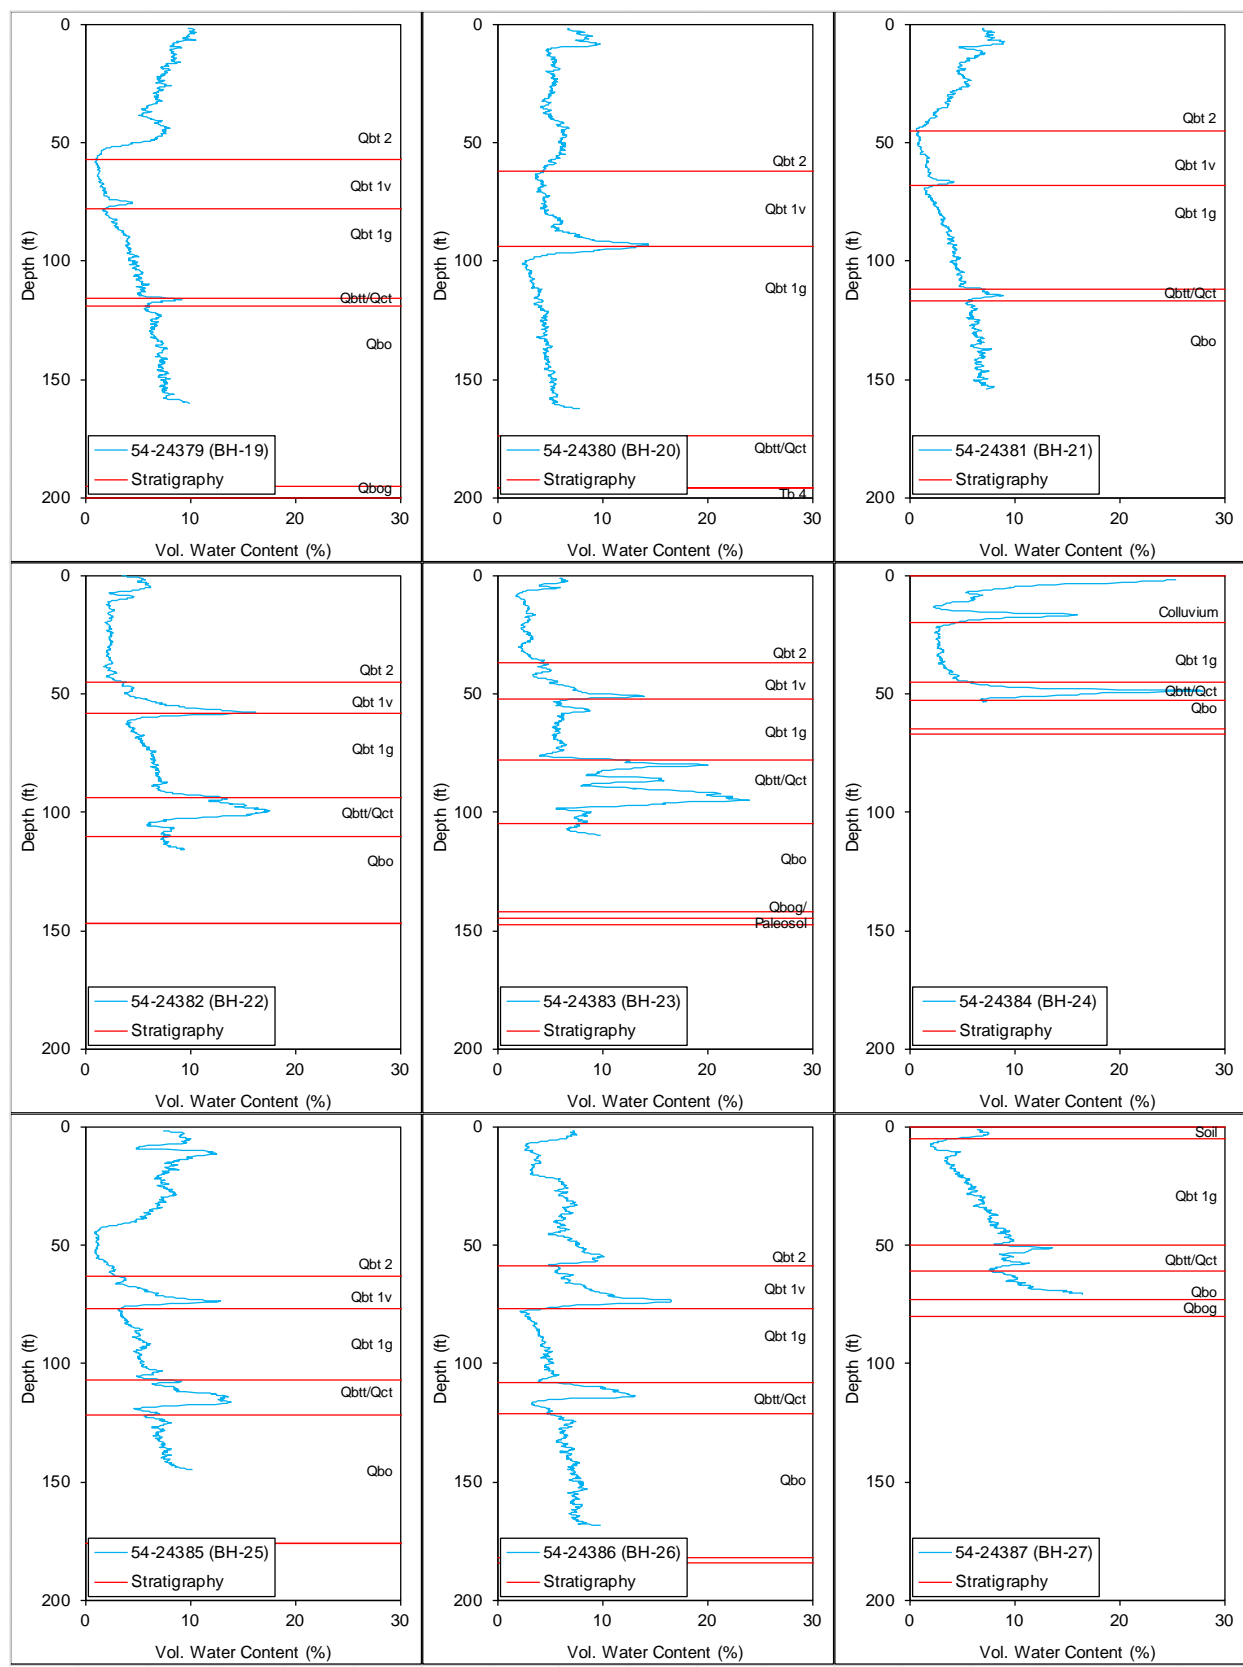 0
50
100
150
200
0
10
20
30
Depth (ft)
Vol. Water Content (%)
Qbt 2
Qbt 1v
Qbt 1g
Qbtt/Qct
Qbo
Qbog
54-24379 (BH-19)
Stratigraphy
0
50
100
150
200
0
10
20
30
Depth (ft)
Vol. Water Content (%)
Qbt 2
Qbt 1v
Qbt 1g
Qbtt/Qct
Tb 4
54-24380 (BH-20)
Stratigraphy
0
50
100
150
200
0
10
20
30
Depth (ft)
Vol. Water Content (%)
Qbt 2
Qbt 1v
Qbt 1g
Qbtt/Qct
Qbo
54-24381 (BH-21)
Stratigraphy
0
50
100
150
200
0
10
20
30
Depth (ft)
Vol. Water Content (%)
Qbt 2
Qbt 1v
Qbt 1g
Qbtt/Qct
Qbo
54-24382 (BH-22)
Stratigraphy
0
50
100
150
200
0
10
20
30
Depth (ft)
Vol. Water Content (%)
Qbt 2
Qbt 1v
Qbt 1g
Qbtt/Qct
Qbo
Qbog/
Paleosol
54-24383 (BH-23)
Stratigraphy
0
50
100
150
200
0
10
20
30
Depth (ft)
Vol. Water Content (%)
Colluvium
Qbt 1g
Qbtt/Qct
Qbo
54-24384 (BH-24)
Stratigraphy
0
50
100
150
200
0
10
20
30
Depth (ft)
Vol. Water Content (%)
Qbt 2
Qbt 1v
Qbt 1g
Qbtt/Qct
Qbo
54-24385 (BH-25)
Stratigraphy
0
50
100
150
200
0
10
20
30
Depth (ft)
Vol. Water Content (%)
Qbt 2
Qbt 1v
Qbt 1g
Qbtt/Qct
Qbo
54-24386 (BH-26)
Stratigraphy
0
50
100
150
200
0
10
20
30
Depth (ft)
Vol. Water Content (%)
Soil
Qbt 1g
Qbtt/Qct
Qbo
Qbog
54-24387 (BH-27)
Stratigraphy